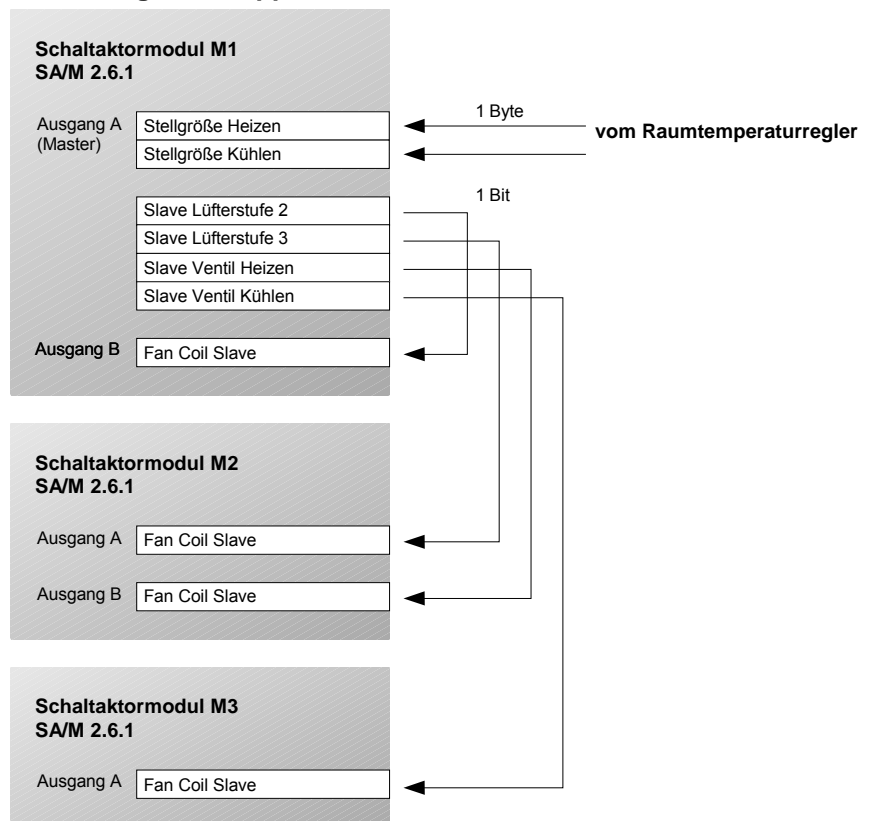 Schaltaktormodul M1
SA/M 2.6.1
Ausgang A
(Master)
Stellgröße Heizen
Stellgröße Kühlen
1 Byte
vom Raumtemperaturregler
1 Bit
Slave Lüfterstufe 2
Slave Lüfterstufe 3
Slave Ventil Heizen
Slave Ventil Kühlen
Ausgang B
Fan Coil Slave
Schaltaktormodul M2
SA/M 2.6.1
Ausgang A
Fan Coil Slave
Ausgang B
Fan Coil Slave
Schaltaktormodul M3
SA/M 2.6.1
Ausgang A
Fan Coil Slave